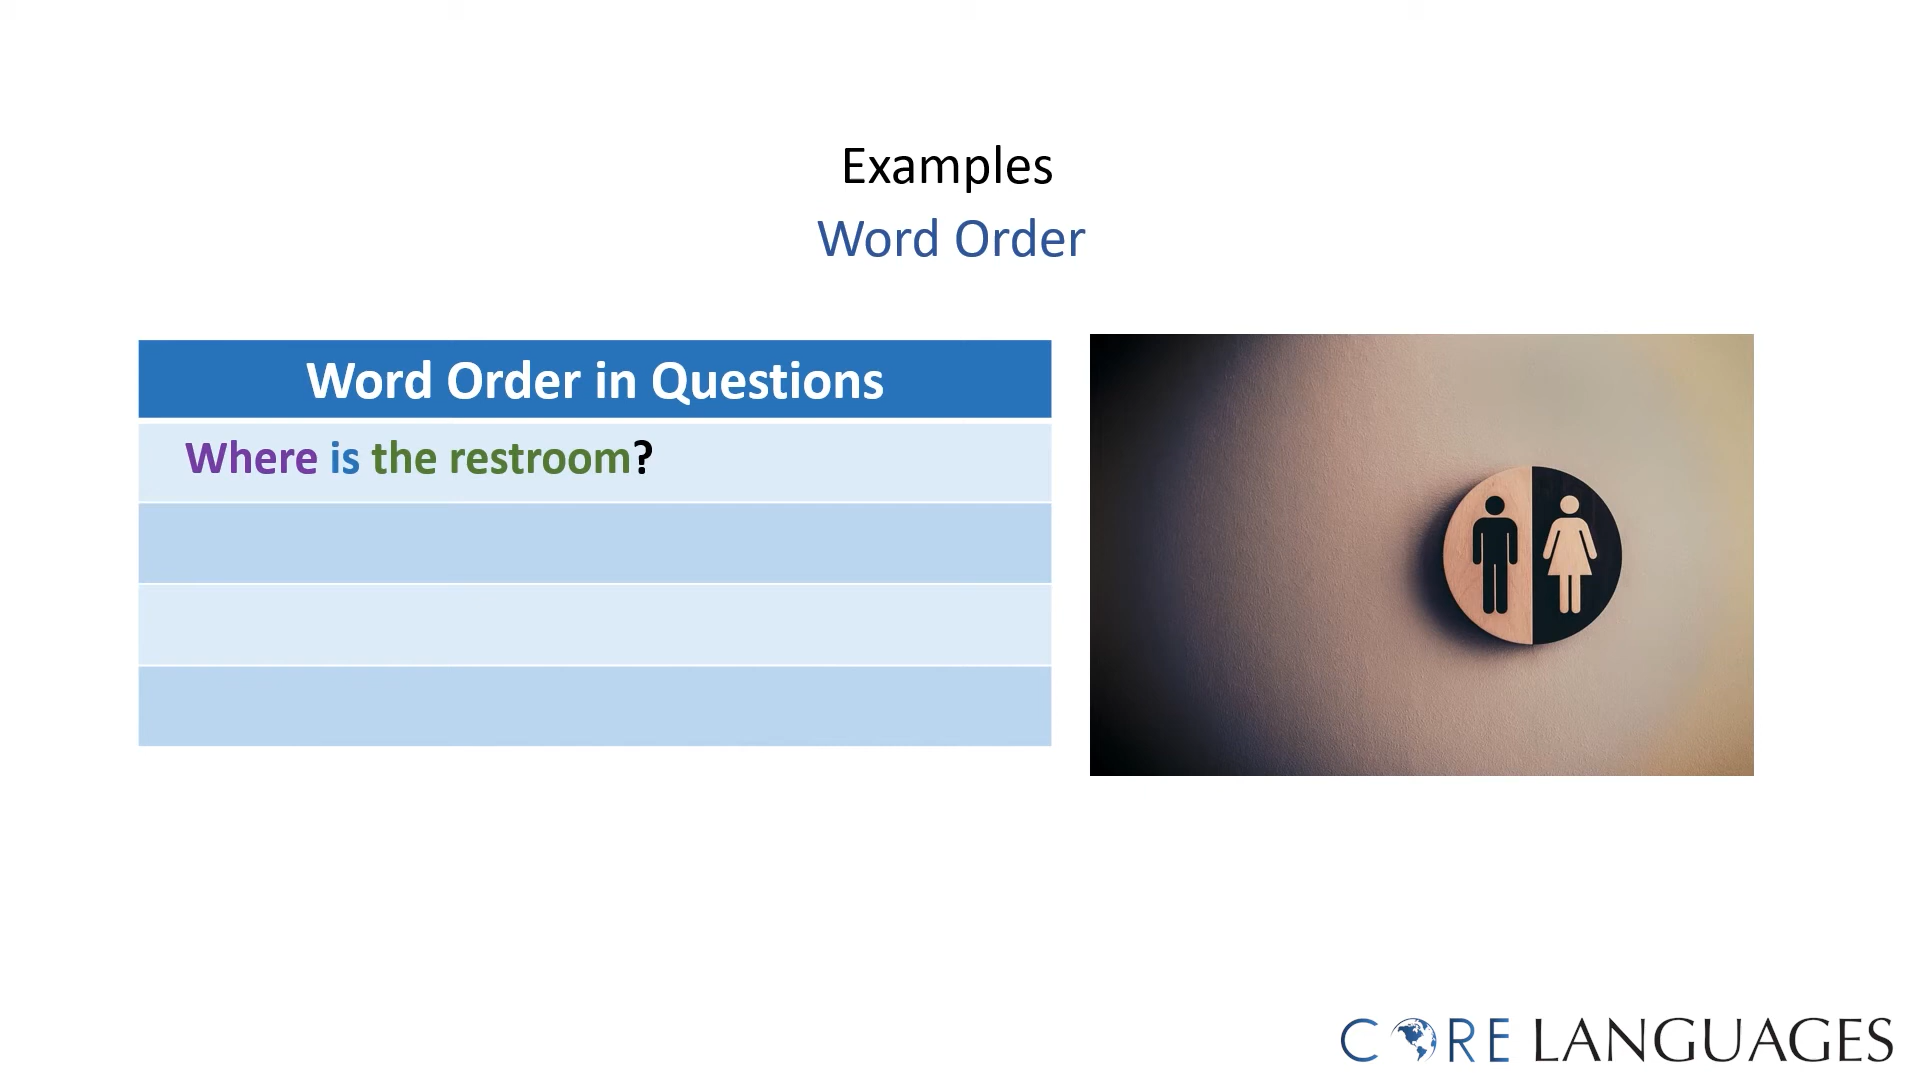 Examples
Word Order
Word Order in Questions
Where is the restroom?
CORE LANGUAGES